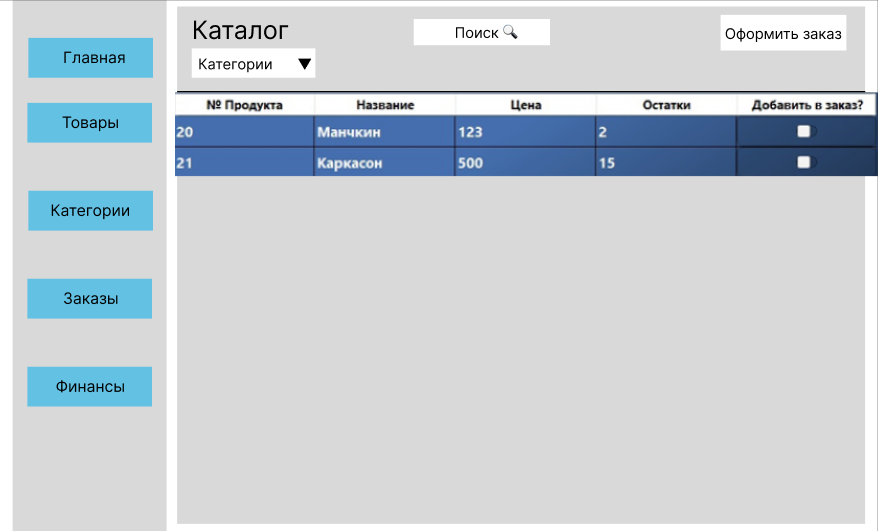 Главная
Товары
Категории
Заказы
Финансы
Каталог
Поиск
Оформить заказ
Категории
№ Продукта Название Цена Остатки Добавить в заказ?
20 Манчкин 123 2
21 Каркасон 500 15